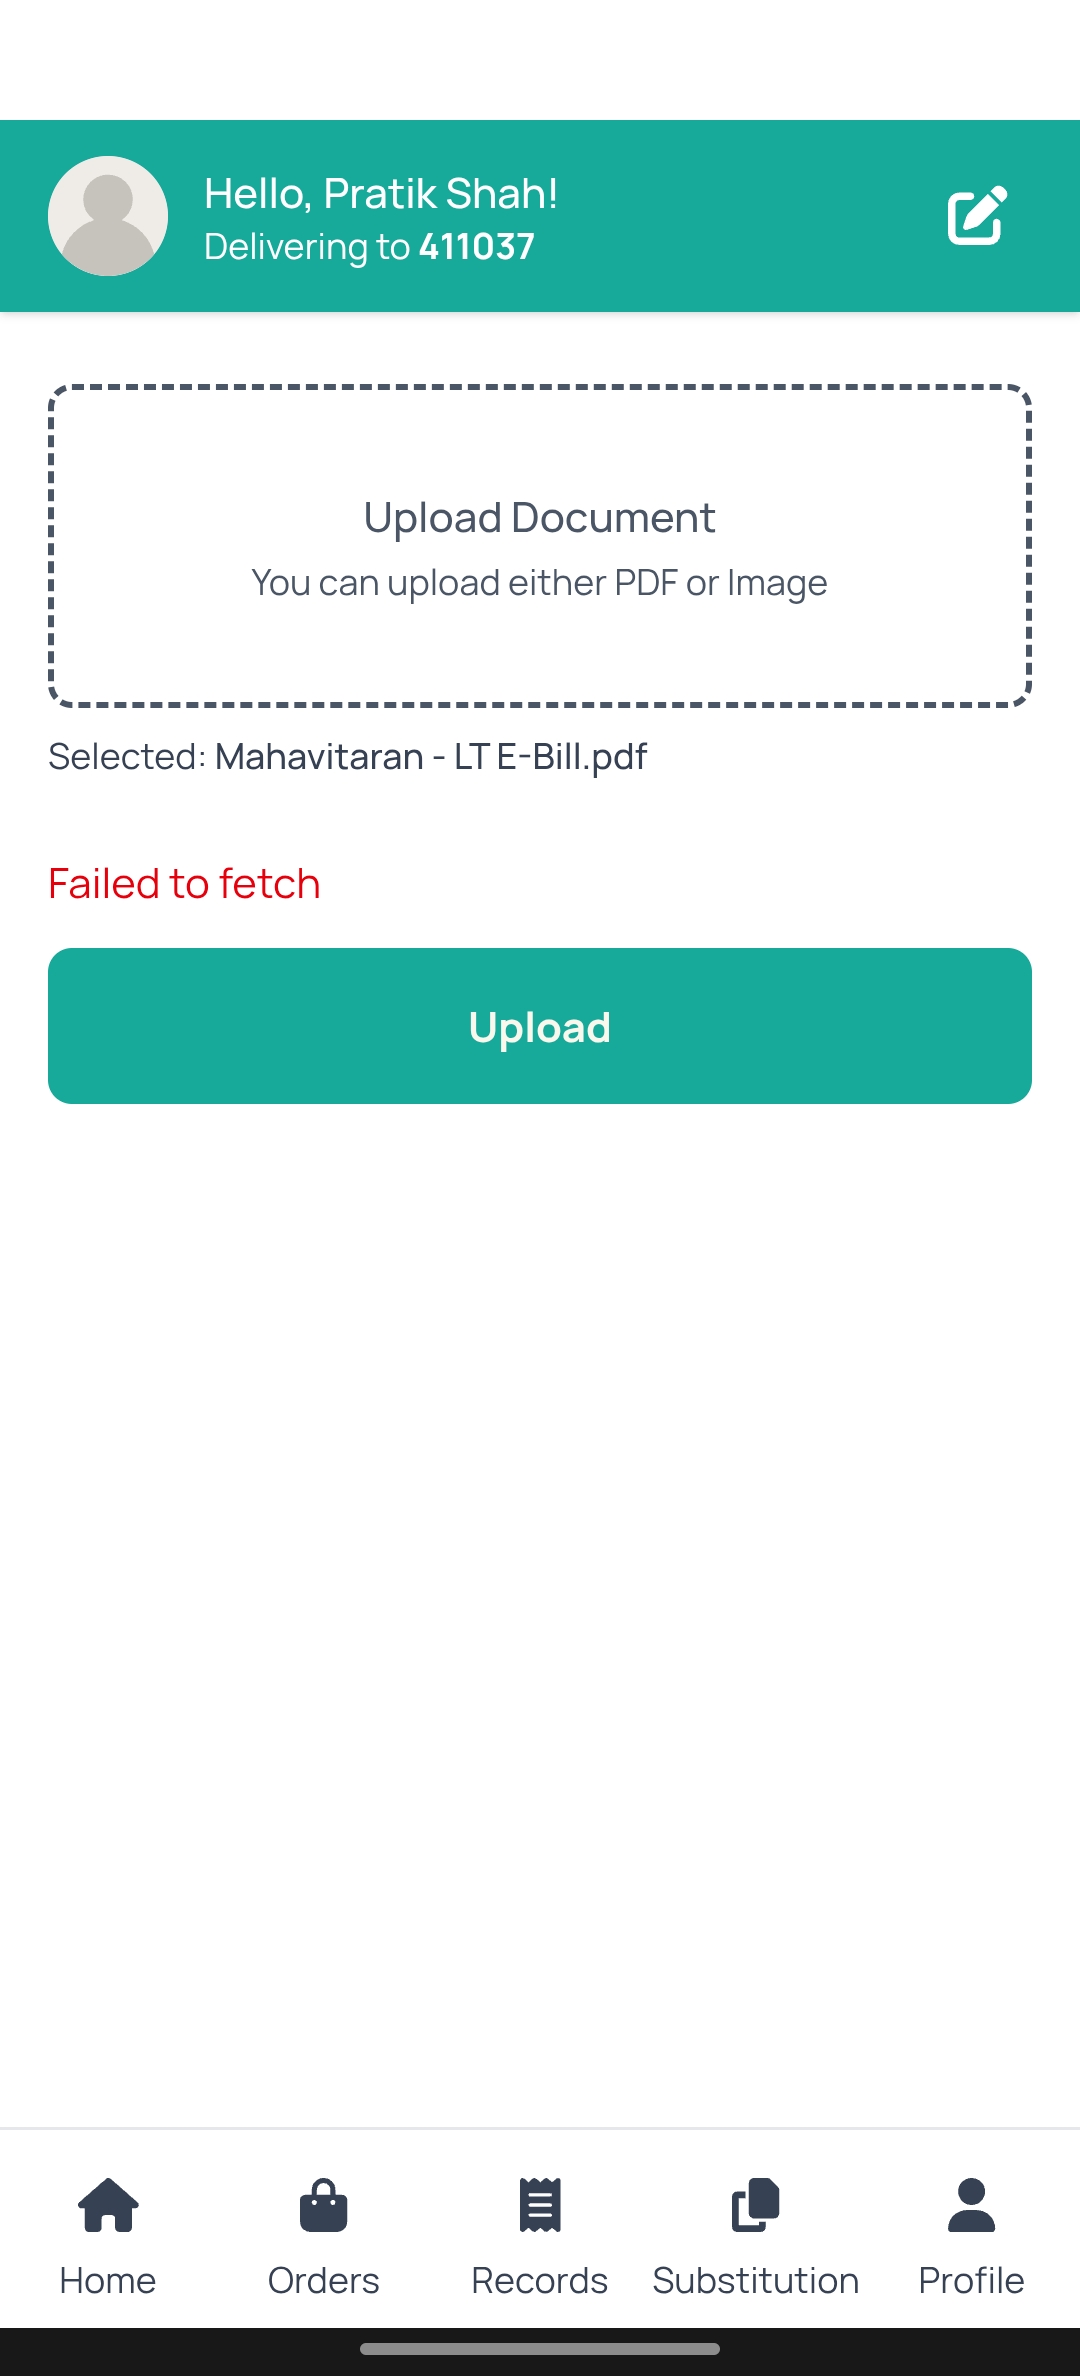 Hello, Pratik Shah!
Delivering to 411037
Upload Document
You can upload either PDF or Image
Selected: Mahavitaran - LT E-Bill.pdf
Failed to fetch
Upload
Home
Orders
Records
Substitution
Profile